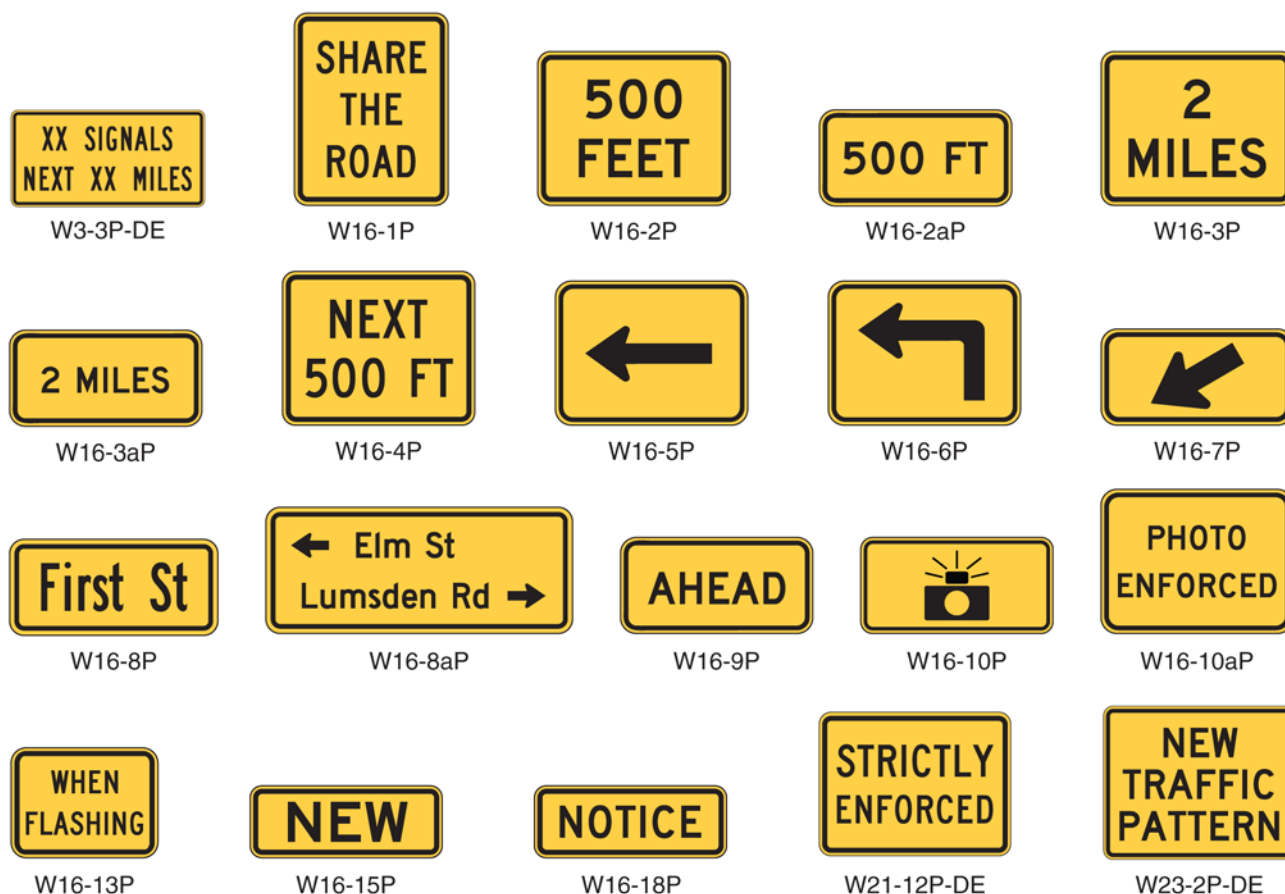 XX SIGNALS
NEXT XX MILES
W3-3P-DE
SHARE
THE
ROAD
W16-1P
500
FEET
W16-2P
500 FT
W16-2aP
2
MILES
W16-3P
2 MILES
W16-3aP
NEXT
500 FT
W16-4P
W16-5P
W16-6P
W16-7P
First St
W16-8P
Elm St
Lumsden Rd
W16-8aP
AHEAD
W16-9P
W16-10P
PHOTO
ENFORCED
W16-10aP
WHEN
FLASHING
W16-13P
NEW
W16-15P
NOTICE
W16-18P
STRICTLY
ENFORCED
W21-12P-DE
NEW
TRAFFIC
PATTERN
W23-2P-DE